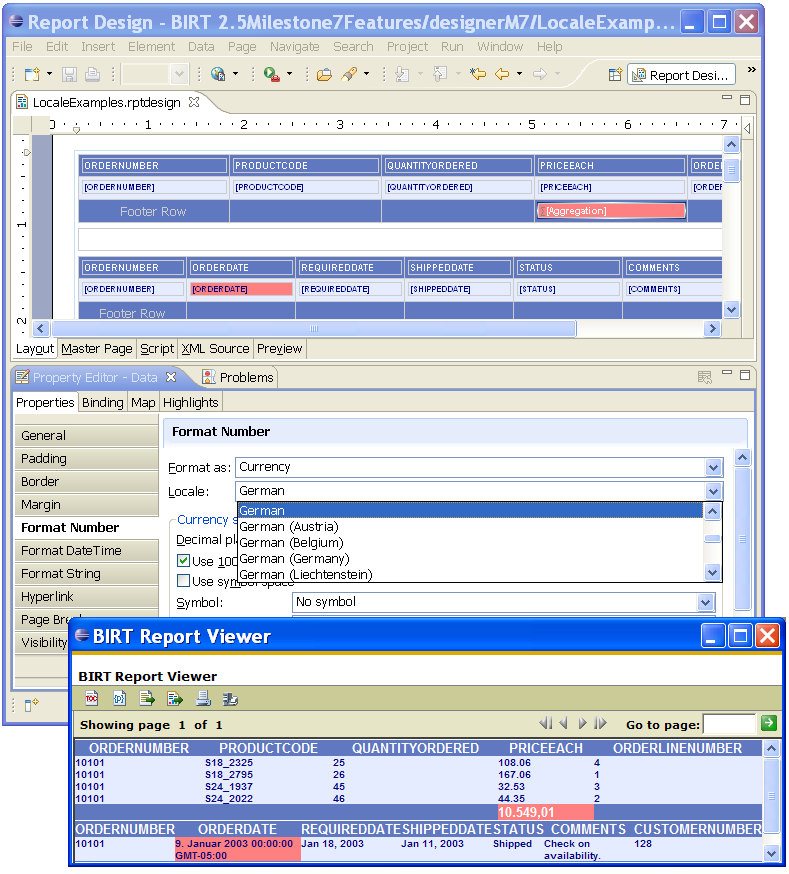 Report Design - BIRT 2.5Milestone7Features/designerM7/LocaleExamp...
File Edit Insert Element Data Page Navigate Search Project Run Window Help
Report Desi... »
LocaleExamples.rptdesign
0 1 2 3 4 5 6 7
ORDERNUMBER PRODUCTCODE QUANTITYORDERED PRICEEACH ORDE
[ORDERNUMBER] [PRODUCTCODE] [QUANTITYORDERED] [PRICEEACH] [ORDER
Footer Row [Aggregation]
1
ORDERNUMBER ORDERDATE REQUIREDDATE SHIPPEDDATE STATUS COMMENTS
[ORDERNUMBER] [ORDERDATE] [REQUIREDDATE] [SHIPPEDDATE] [STATUS] [COMMENTS]
Footer Row
2
Layout Master Page Script XML Source Preview
Property Editor - Data Problems
Properties Binding Map Highlights
General
Padding
Border
Margin
Format Number
Format DateTime
Format String
Hyperlink
Page Break
Visibility
Format Number
Format as: Currency
Locale: German
German
German (Austria)
German (Belgium)
German (Germany)
German (Liechtenstein)
Currency s
Decimal pla
Use 100
Use symbol space
Symbol: No symbol
BIRT Report Viewer
BIRT Report Viewer
TOC
Showing page 1 of 1 Go to page:
ORDERNUMBER PRODUCTCODE QUANTITYORDERED PRICEEACH ORDERLINENUMBER
10101 S18_2325 25 108.06 4
10101 S18_2795 26 167.06 1
10101 S24_1937 45 32.53 3
10101 S24_2022 46 44.35 2
10.549,01
ORDERNUMBER ORDERDATE REQUIREDDATE SHIPPEDDATE STATUS COMMENTS CUSTOMERNUMBER
10101 9. Januar 2003 00:00:00 Jan 18, 2003 Jan 11, 2003 Shipped Check on 128
GMT-05:00 availability.